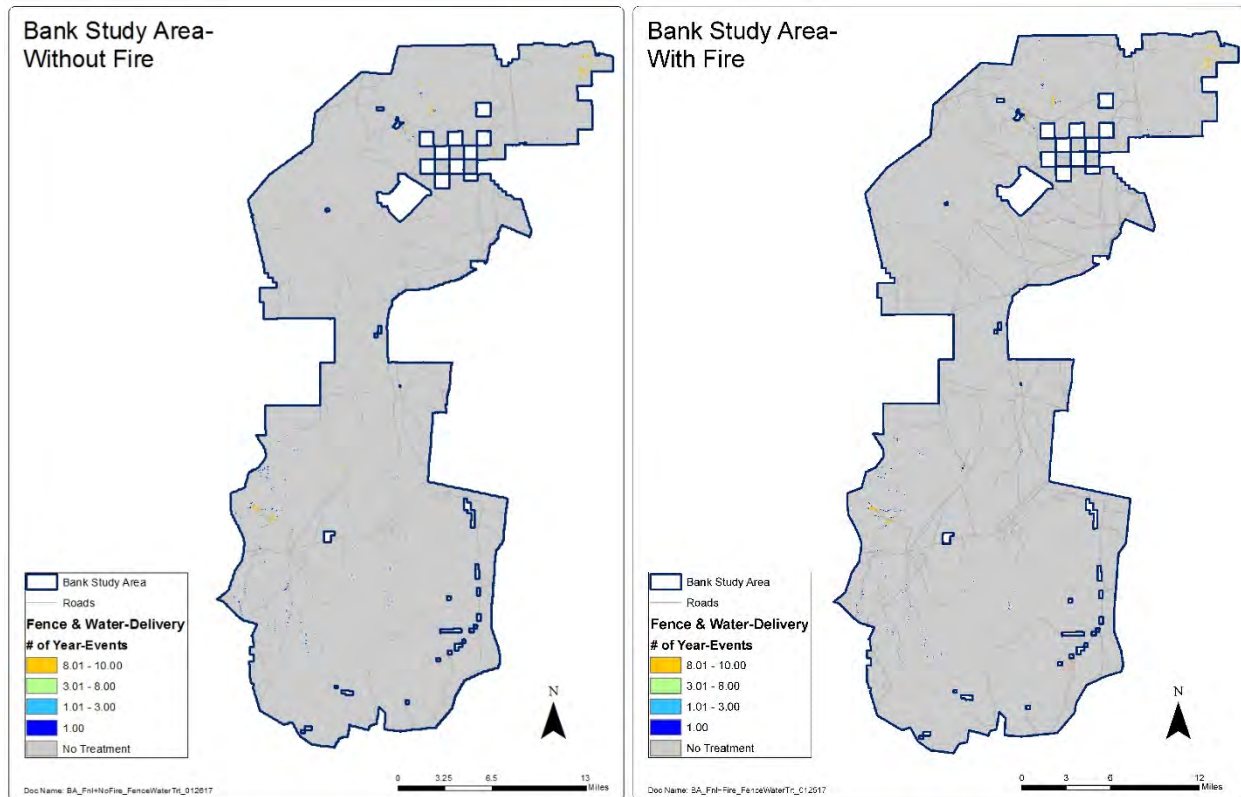 Bank Study Area-
Without Fire
Bank Study Area
Roads
Fence & Water-Delivery
# of Year-Events
8.01 - 10.00
3.01 - 8.00
1.01 - 3.00
1.00
No Treatment
N
0 3.25 6.5 13
Miles
Doc Name: BA_Fnl+NoFire_FenceWaterTrt_012617
Bank Study Area-
With Fire
Bank Study Area
Roads
Fence & Water-Delivery
# of Year-Events
8.01 - 10.00
3.01 - 8.00
1.01 - 3.00
1.00
No Treatment
N
0 3 6 12
Miles
Doc Name: BA_Fnl+Fire_FenceWaterTrt_012617